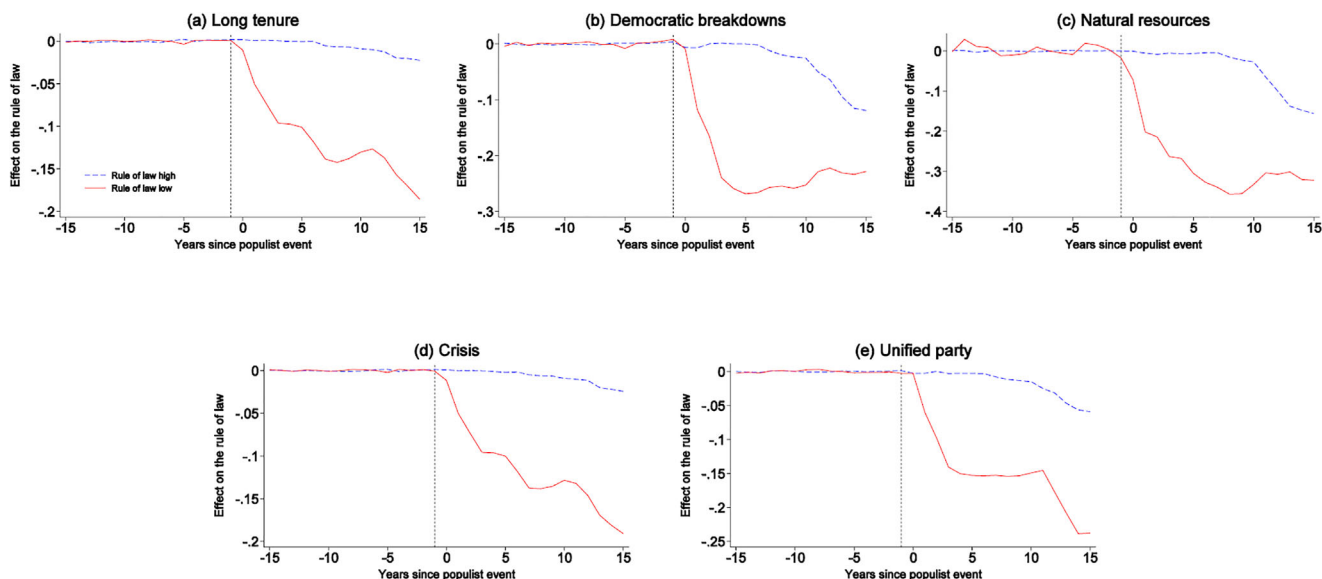 (a) Long tenure
Effect on the rule of law
0
-.05
-.1
-.15
-.2
Rule of law high
Rule of law low
-15 -10 -5 0 5 10 15
Years since populist event
(b) Democratic breakdowns
Effect on the rule of law
0
-.1
-.2
-.3
-15 -10 -5 0 5 10 15
Years since populist event
(c) Natural resources
Effect on the rule of law
0
-.1
-.2
-.3
-.4
-15 -10 -5 0 5 10 15
Years since populist event
(d) Crisis
Effect on the rule of law
0
-.05
-.1
-.15
-.2
-15 -10 -5 0 5 10 15
Years since populist event
(e) Unified party
Effect on the rule of law
0
-.05
-.1
-.15
-.2
-.25
-15 -10 -5 0 5 10 15
Years since populist event